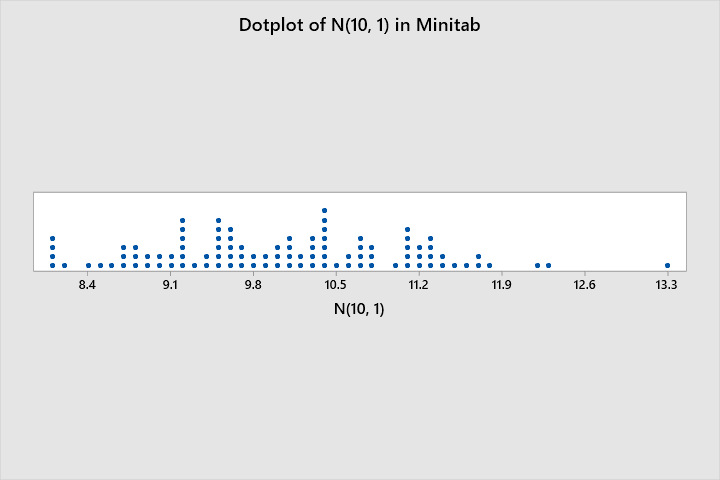 Dotplot of N(10, 1) in Minitab
8.4 9.1 9.8 10.5 11.2 11.9 12.6 13.3
N(10, 1)